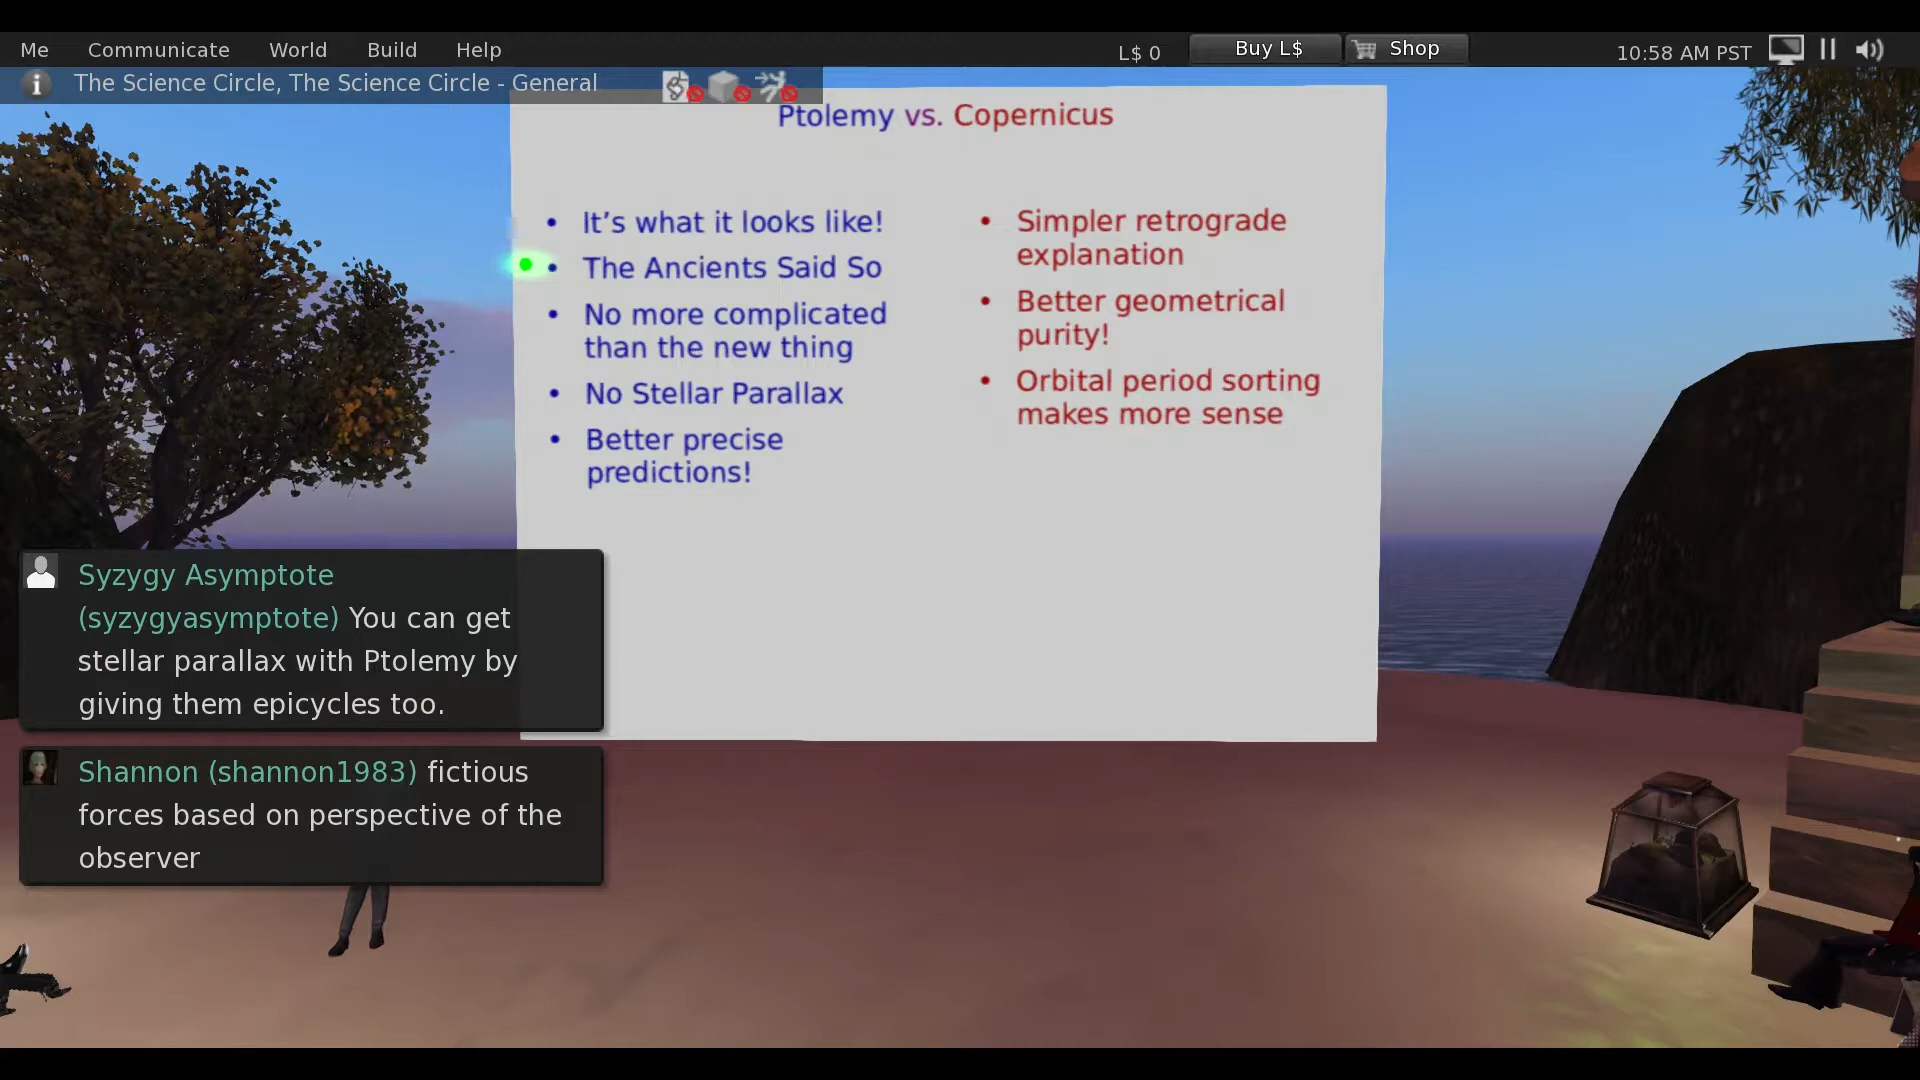 Me Communicate World Build Help L$ 0 Buy L$ Shop 10:58 AM PST
The Science Circle, The Science Circle - General
Ptolemy vs. Copernicus
• It's what it looks like!
• The Ancients Said So
• No more complicated
than the new thing
• No Stellar Parallax
• Better precise
predictions!
• Simpler retrograde
explanation
• Better geometrical
purity!
• Orbital period sorting
makes more sense
Syzygy Asymptote
(syzygyasymptote) You can get
stellar parallax with Ptolemy by
giving them epicycles too.
Shannon (shannon1983) fictious
forces based on perspective of the
observer